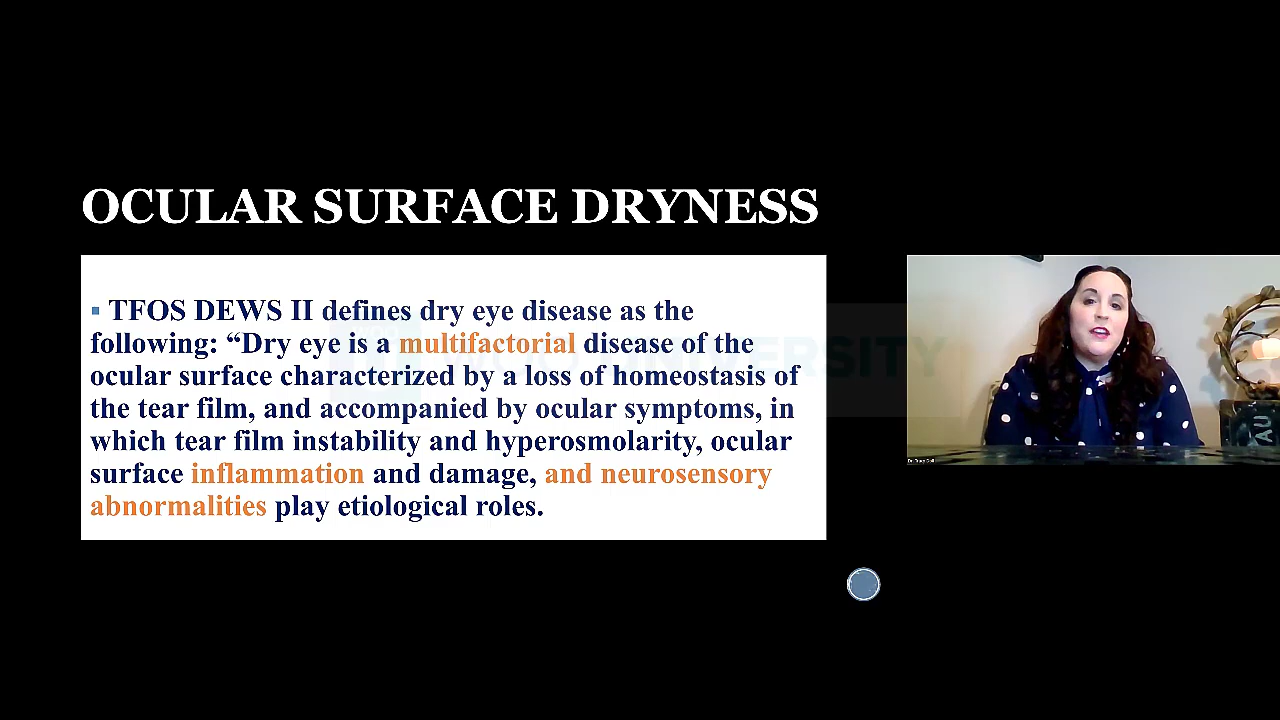 OCULAR SURFACE DRYNESS
▪ TFOS DEWS II defines dry eye disease as the
following: “Dry eye is a multifactorial disease of the
ocular surface characterized by a loss of homeostasis of
the tear film, and accompanied by ocular symptoms, in
which tear film instability and hyperosmolarity, ocular
surface inflammation and damage, and neurosensory
abnormalities play etiological roles.
AU